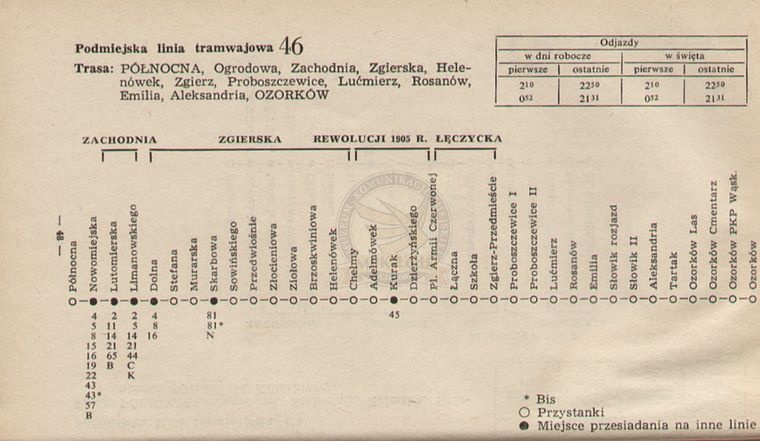 Podmiejska linia tramwajowa 46
Trasa: PÓŁNOCNA, Ogrodowa, Zachodnia, Zgierska, Hele-
nówek, Zgierz, Proboszczewice, Lućmierz, Rosanów,
Emilia, Aleksandria, OZORKÓW
Odjazdy
w dni robocze w święta
pierwsze ostatnie pierwsze ostatnie
2¹⁰ 22⁵⁰ 2¹⁰ 22⁵⁰
0⁵² 21³¹ 0⁵² 21³¹
ZACHODNIA ZGIERSKA REWOLUCJI 1905 R. ŁĘCZYCKA
— 48 —
Północna
Nowomiejska
Lutomierska
Limanowskiego
Dolna
Stefana
Murarska
Skarbowa
Sowińskiego
Przedwiośnie
Złocieniowa
Ziołowa
Brzoskwiniowa
Helenówek
Chełmy
Adelmówek
Kurak
Dzierżyńskiego
Pl. Armii Czerwonej
Łączna
Szkoła
Zgierz-Przedmieście
Proboszczewice I
Proboszczewice II
Lućmierz
Rosanów
Emilia
Słowik rozjazd
Słowik II
Aleksandria
Tartak
Ozorków Las
Ozorków Cmentarz
Ozorków PKP Wąsk.
Ozorków
4 2 2 4 81 45
5 11 5 8 81*
8 14 14 16 N
15 21 21
16 65 44
19 B C
22 K
43
43*
57
B
* Bis
Przystanki
Miejsce przesiadania na inne linie